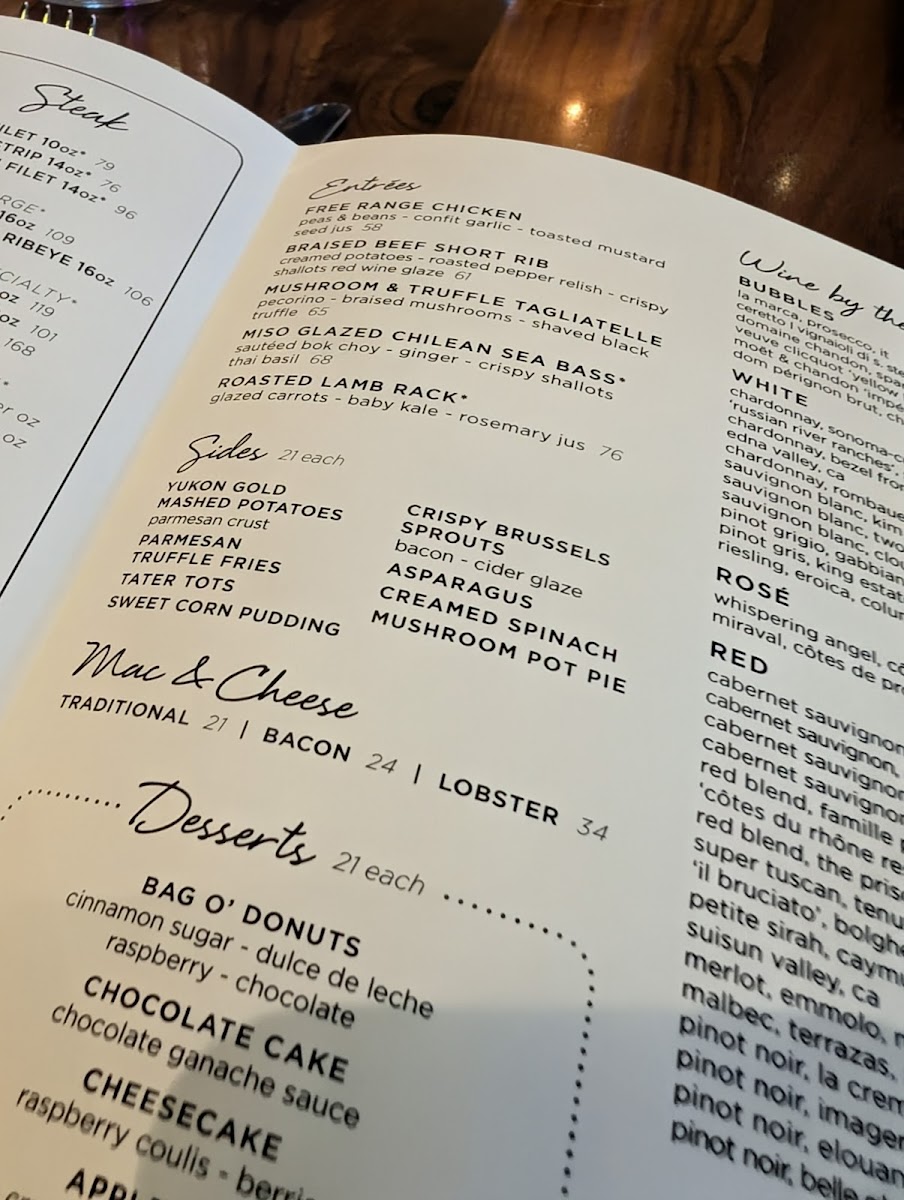 Steak
10oz* 79
14oz* 76
FILET 14oz* 96
16oz 109
RIBEYE 16oz 106
oz 119
oz 101
168
oz
oz
Entrées
FREE RANGE CHICKEN
peas & beans - confit garlic - toasted mustard
seed jus 58
BRAISED BEEF SHORT RIB
creamed potatoes - roasted pepper relish - crispy
shallots red wine glaze 61
MUSHROOM & TRUFFLE TAGLIATELLE
pecorino - braised mushrooms - shaved black
truffle 65
MISO GLAZED CHILEAN SEA BASS*
sautéed bok choy - ginger - crispy shallots
thai basil 68
ROASTED LAMB RACK*
glazed carrots - baby kale - rosemary jus 76
Sides 21 each
YUKON GOLD
MASHED POTATOES
parmesan crust
PARMESAN
TRUFFLE FRIES
TATER TOTS
SWEET CORN PUDDING
CRISPY BRUSSELS
SPROUTS
bacon - cider glaze
ASPARAGUS
CREAMED SPINACH
MUSHROOM POT PIE
Mac & Cheese
TRADITIONAL 21 | BACON 24 | LOBSTER 34
Desserts 21 each
BAG O' DONUTS
cinnamon sugar - dulce de leche
raspberry - chocolate
CHOCOLATE CAKE
chocolate ganache sauce
CHEESECAKE
raspberry coulis -
Wine by the
BUBBLES
la marca, prosecco, it
ceretto i vignaioli di s. ste
domaine chandon,
veuve clicquot 'yellow
moët & chandon
dom pérignon brut,
WHITE
chardonnay,
'russian river ranches',
chardonnay, bezel
edna valley, ca
chardonnay,
sauvignon blanc, kim
sauvignon blanc, two
sauvignon blanc,
pinot grigio,
pinot gris, king
riesling, eroica,
ROSÉ
whispering angel,
miraval, côtes de
RED
cabernet sauvignon
cabernet sauvignon,
cabernet sauvignon
cabernet sauvignon
red blend, famille
'côtes du rhône
red blend, the
super tuscan,
'il bruciato',
petite sirah,
suisun valley, ca
merlot, emmolo,
malbec, terrazas,
pinot noir, la
pinot noir,
pinot noir,
pinot noir, belle